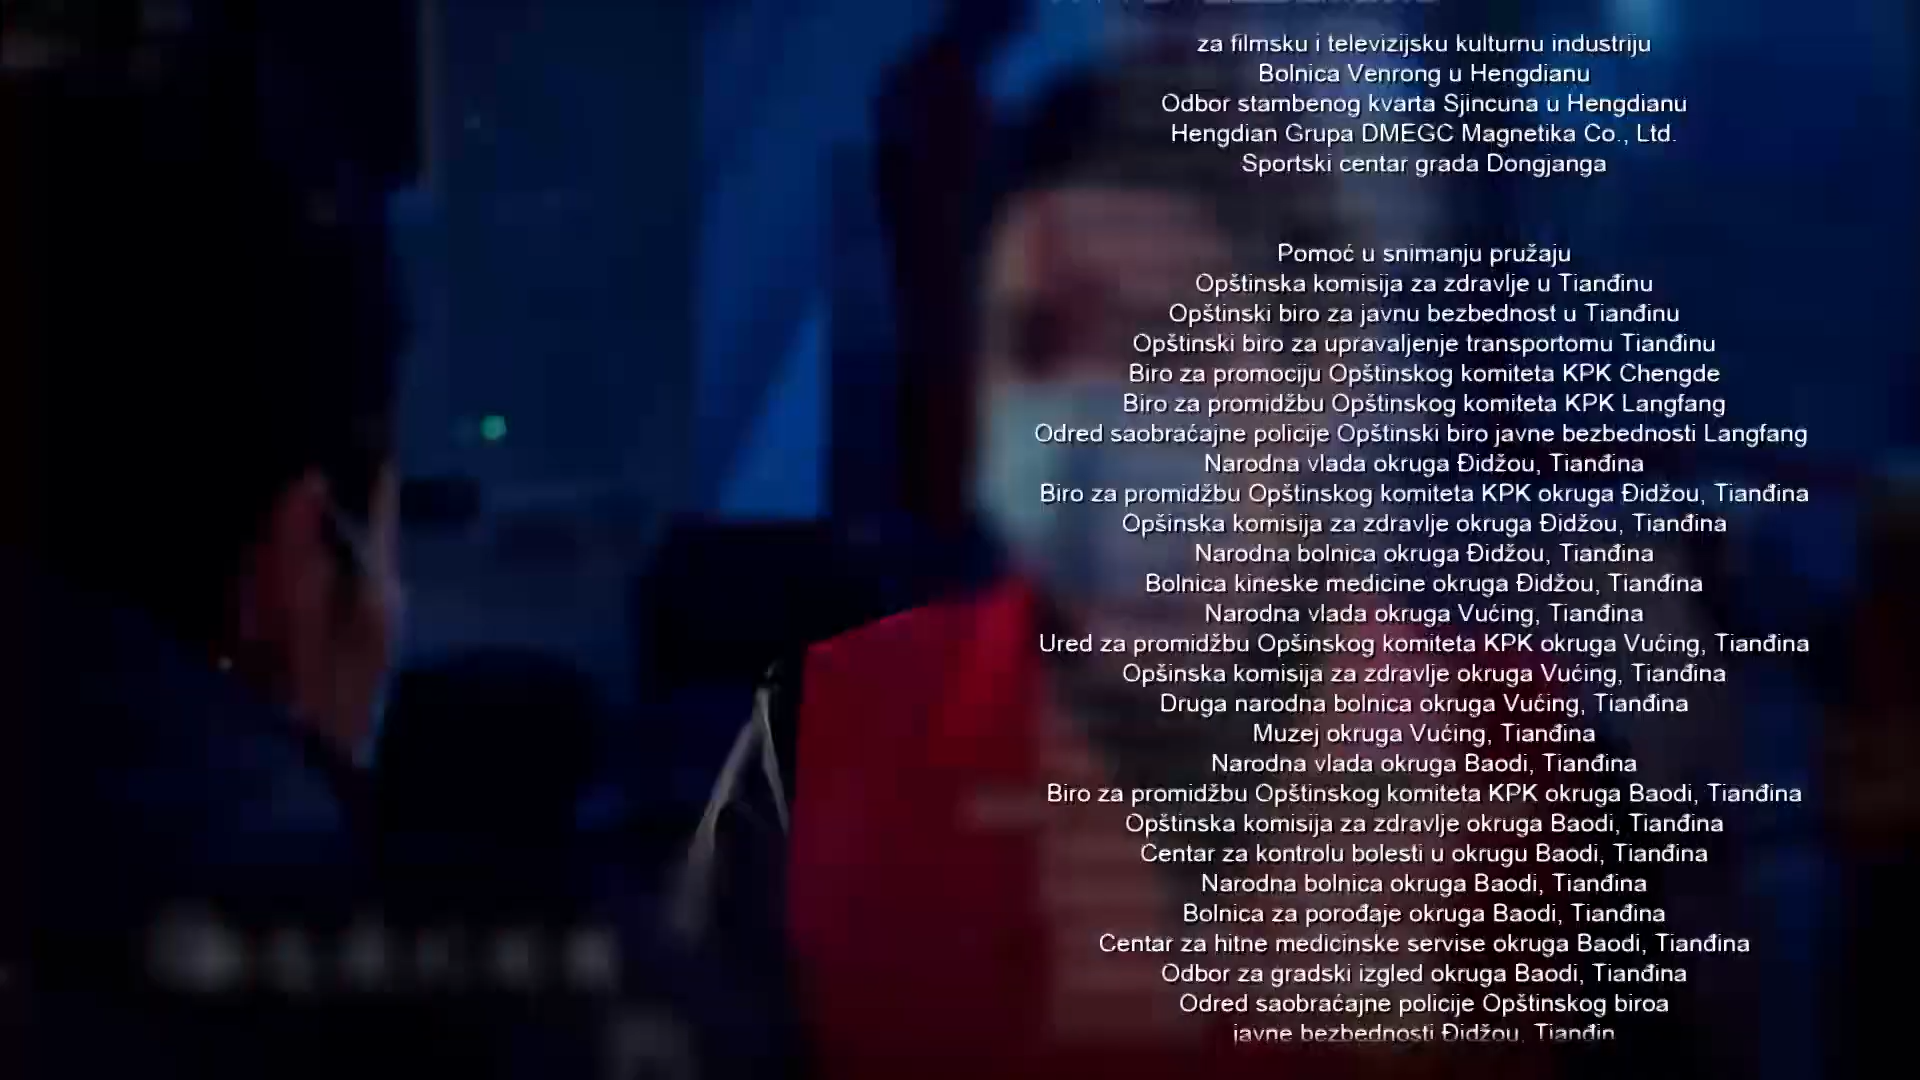 za filmsku i televizijsku kulturnu industriju
Bolnica Venrong u Hengdianu
Odbor stambenog kvarta Sjincuna u Hengdianu
Hengdian Grupa DMEGC Magnetika Co., Ltd.
Sportski centar grada Dongjanga
Pomoć u snimanju pružaju
Opštinska komisija za zdravlje u Tianđinu
Opštinski biro za javnu bezbednost u Tianđinu
Opštinski biro za upravaljenje transportomu Tianđinu
Biro za promociju Opštinskog komiteta KPK Chengde
Biro za promidžbu Opštinskog komiteta KPK Langfang
Odred saobraćajne policije Opštinski biro javne bezbednosti Langfang
Narodna vlada okruga Điđžou, Tianđina
Biro za promidžbu Opštinskog komiteta KPK okruga Điđžou, Tianđina
Opšinska komisija za zdravlje okruga Điđžou, Tianđina
Narodna bolnica okruga Điđžou, Tianđina
Bolnica kineske medicine okruga Điđžou, Tianđina
Narodna vlada okruga Vućing, Tianđina
Ured za promidžbu Opšinskog komiteta KPK okruga Vućing, Tianđina
Opšinska komisija za zdravlje okruga Vućing, Tianđina
Druga narodna bolnica okruga Vućing, Tianđina
Muzej okruga Vućing, Tianđina
Narodna vlada okruga Baodi, Tianđina
Biro za promidžbu Opštinskog komiteta KPK okruga Baodi, Tianđina
Opštinska komisija za zdravlje okruga Baodi, Tianđina
Centar za kontrolu bolesti u okrugu Baodi, Tianđina
Narodna bolnica okruga Baodi, Tianđina
Bolnica za porođaje okruga Baodi, Tianđina
Centar za hitne medicinske servise okruga Baodi, Tianđina
Odbor za gradski izgled okruga Baodi, Tianđina
Odred saobraćajne policije Opštinskog biroa
javne bezbednosti Điđžou, Tianđin